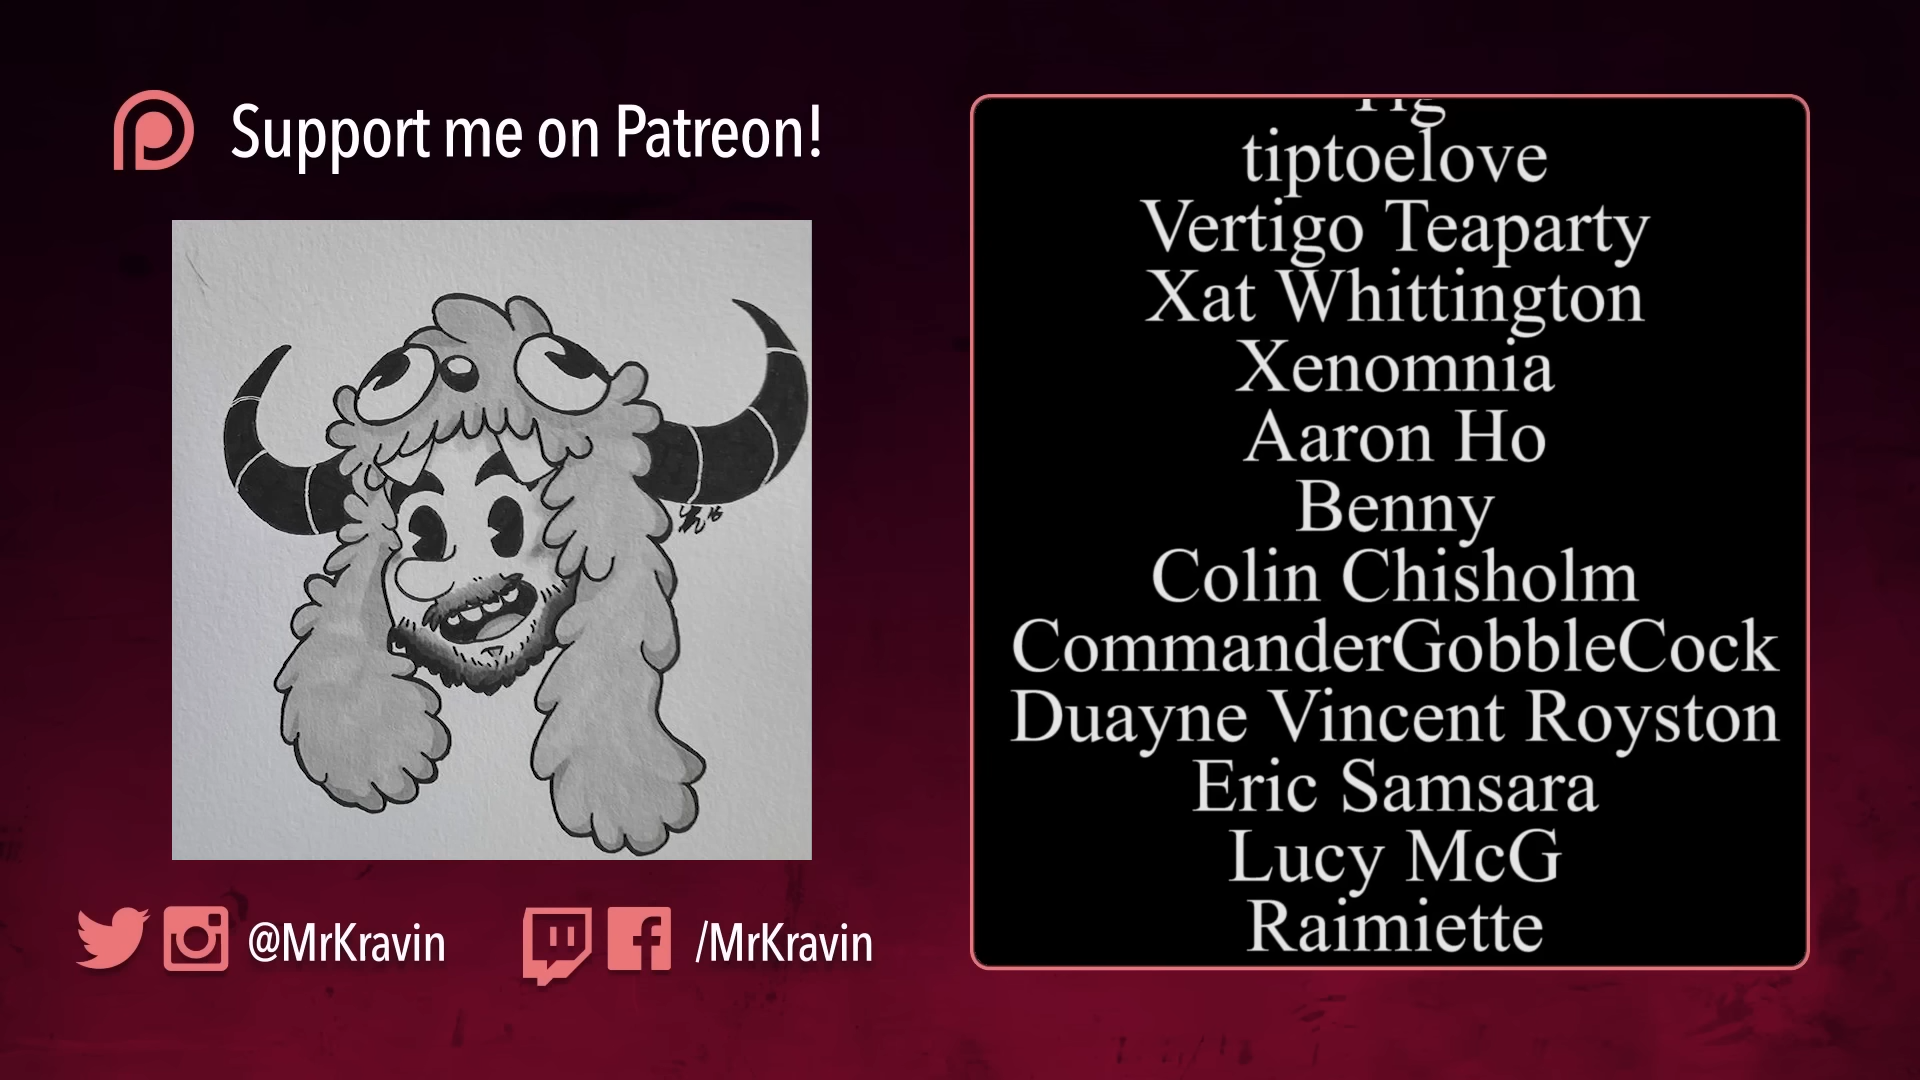 Support me on Patreon!
@MrKravin
/MrKravin
tiptoelove
Vertigo Teaparty
Xat Whittington
Xenomnia
Aaron Ho
Benny
Colin Chisholm
CommanderGobbleCock
Duayne Vincent Royston
Eric Samsara
Lucy McG
Raimiette